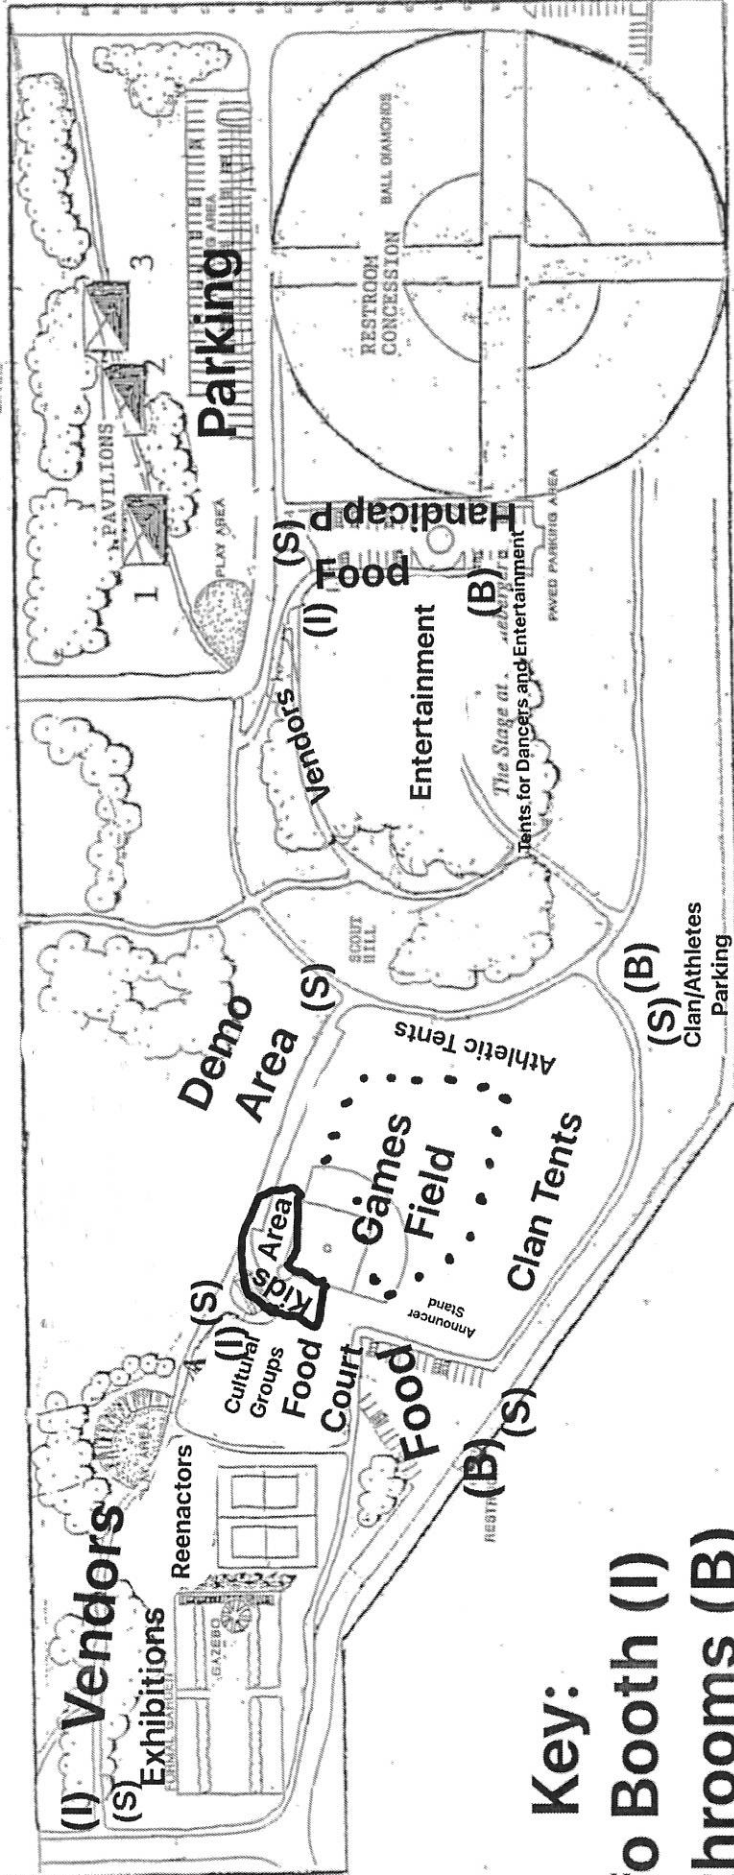 (I)
Vendors
(S)
Exhibitions
FORMAL GARDEN
GAZEBO
Reenactors
(S)
(I)
Cultural
Groups
Food
Court
Kids
Area
Food
(B)
(S)
Announcer
Stand
Games
Field
Clan Tents
Athletic Tents
Demo
Area
(S)
SCOUT
HILL
(S)
(B)
Clan/Athletes
Parking
Vendors
Entertainment
The Stage at
Tents for Dancers and Entertainment
(I)
(S)
Food
(B)
Handicap P
PAVED PARKING AREA
PLAY AREA
PAVILIONS
1
2
3
Parking
RESTROOM
CONCESSION
BALL DIAMONDS
Key:
Booth (I)
(B)